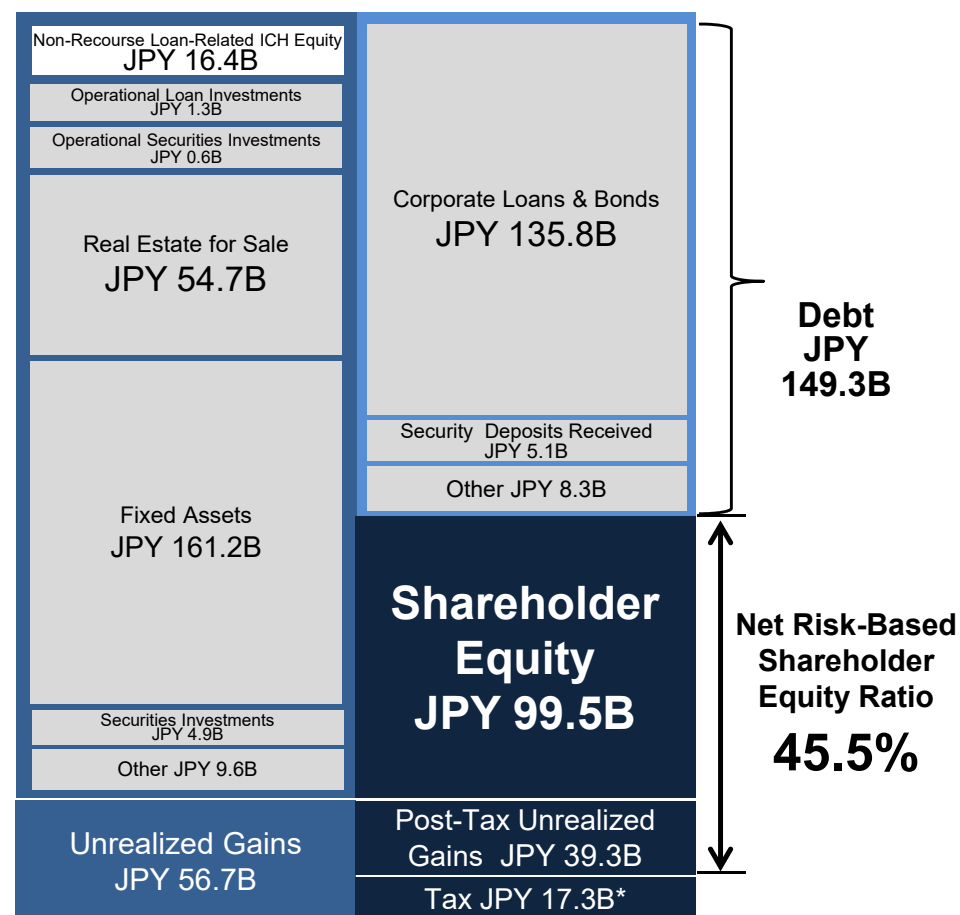 Non-Recourse Loan-Related ICH Equity
JPY 16.4B
Operational Loan Investments
JPY 1.3B
Operational Securities Investments
JPY 0.6B
Real Estate for Sale
JPY 54.7B
Fixed Assets
JPY 161.2B
Securities Investments
JPY 4.9B
Other JPY 9.6B
Unrealized Gains
JPY 56.7B
Corporate Loans & Bonds
JPY 135.8B
Security Deposits Received
JPY 5.1B
Other JPY 8.3B
Shareholder
Equity
JPY 99.5B
Post-Tax Unrealized
Gains JPY 39.3B
Tax JPY 17.3B*
Debt
JPY
149.3B
Net Risk-Based
Shareholder
Equity Ratio
45.5%